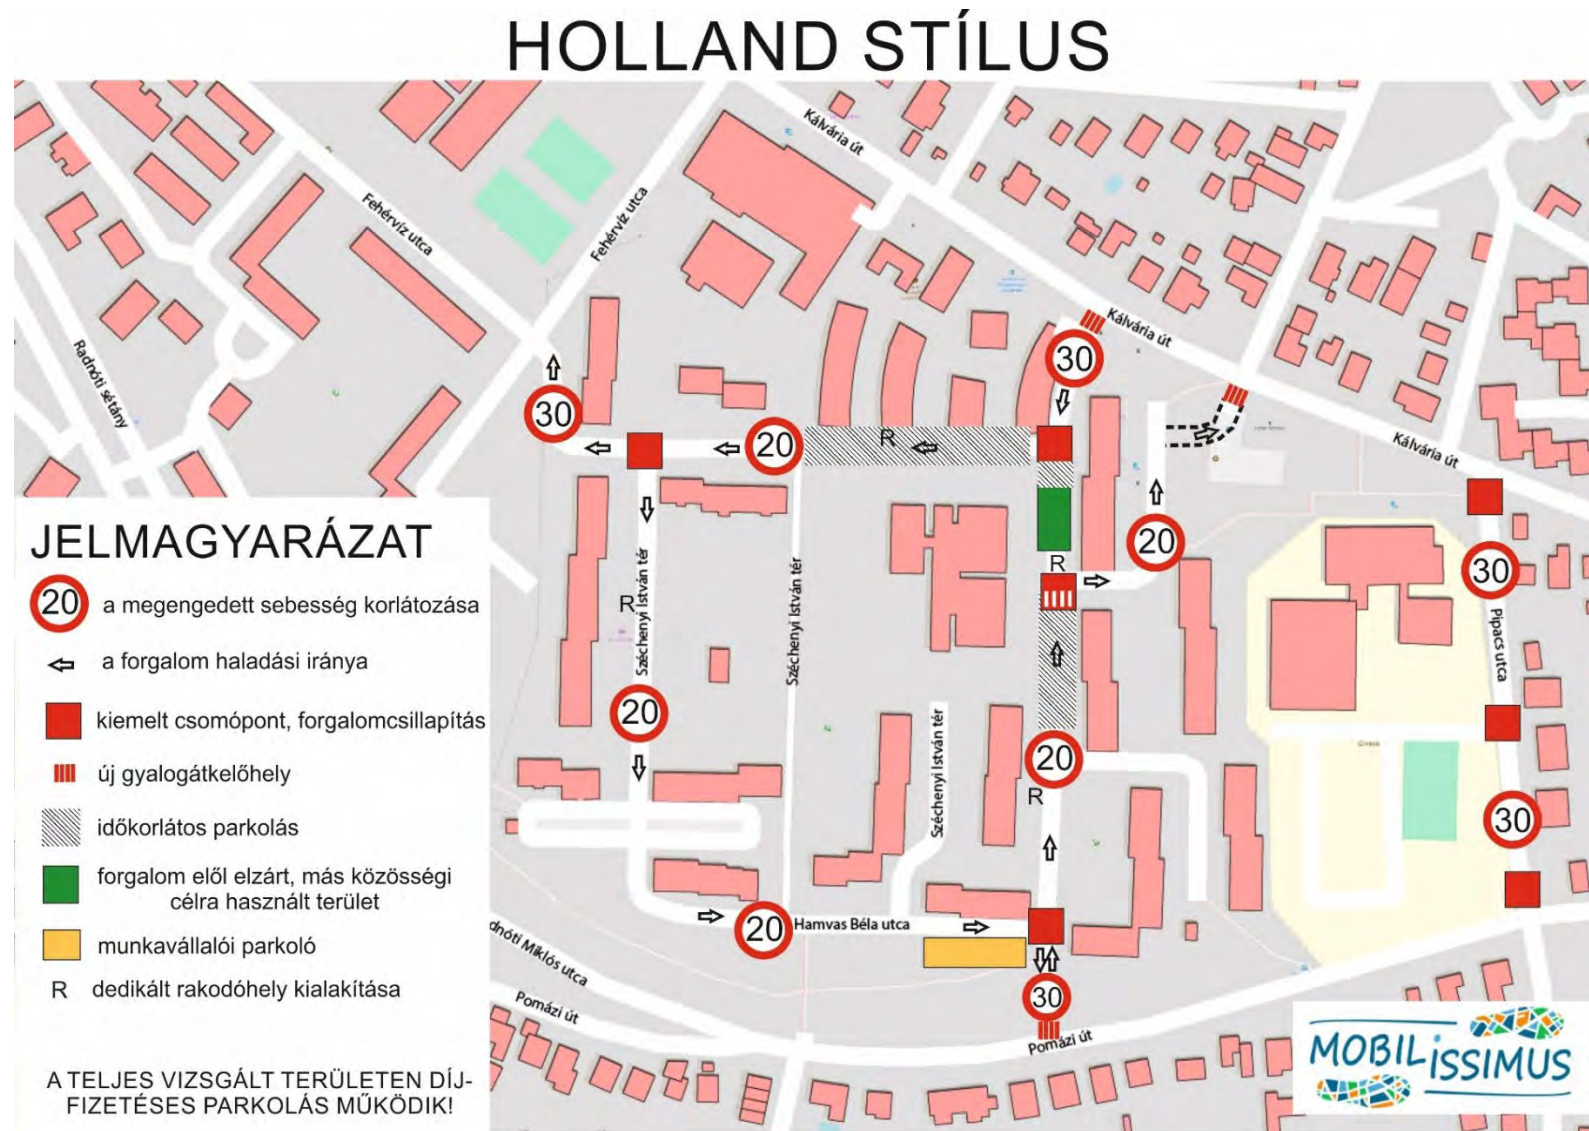 HOLLAND STÍLUS
Kálvária út
Fehérvíz utca
Fehérvíz utca
Kálvária út
30
Radnóti sétány
30
20
R
Kálvária út
JELMAGYARÁZAT
20 a megengedett sebesség korlátozása
a forgalom haladási iránya
kiemelt csomópont, forgalomcsillapítás
új gyalogátkelőhely
időkorlátos parkolás
forgalom elől elzárt, más közösségi
célra használt terület
munkavállalói parkoló
R dedikált rakodóhely kialakítása
A TELJES VIZSGÁLT TERÜLETEN DÍJ-
FIZETÉSES PARKOLÁS MŰKÖDIK!
20
30
R
R
Széchenyi István tér
Széchenyi István tér
Pipacs utca
20
Széchenyi István tér
20
R
30
20
Hamvas Béla utca
dnóti Miklós utca
30
Pomázi út
Pomázi út
MOBILISSIMUS